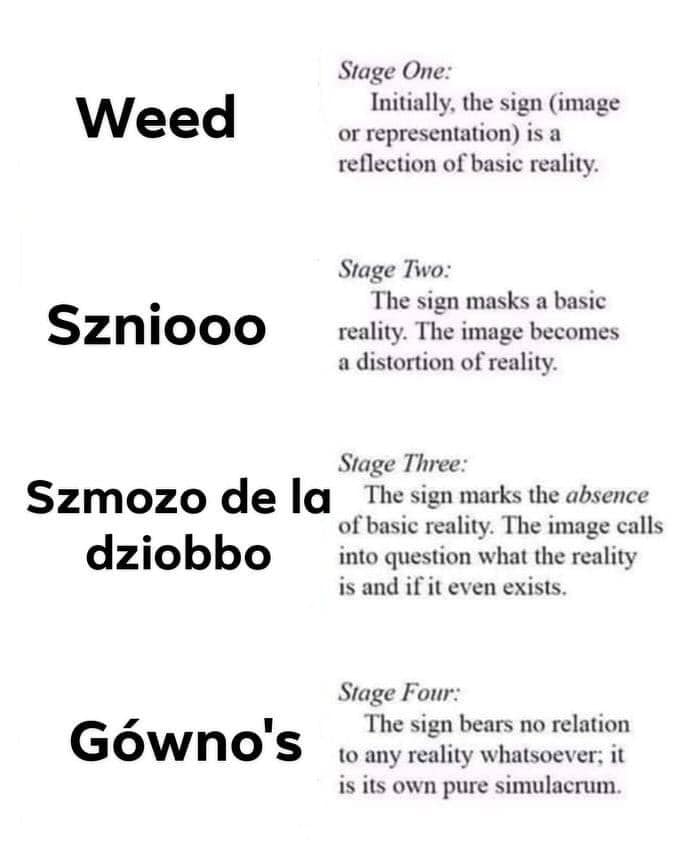 Weed
Stage One:
Initially, the sign (image
or representation) is a
reflection of basic reality.
Szniooo
Stage Two:
The sign masks a basic
reality. The image becomes
a distortion of reality.
Szmozo de la
dziobbo
Stage Three:
The sign marks the absence
of basic reality. The image calls
into question what the reality
is and if it even exists.
Gówno's
Stage Four:
The sign bears no relation
to any reality whatsoever; it
is its own pure simulacrum.